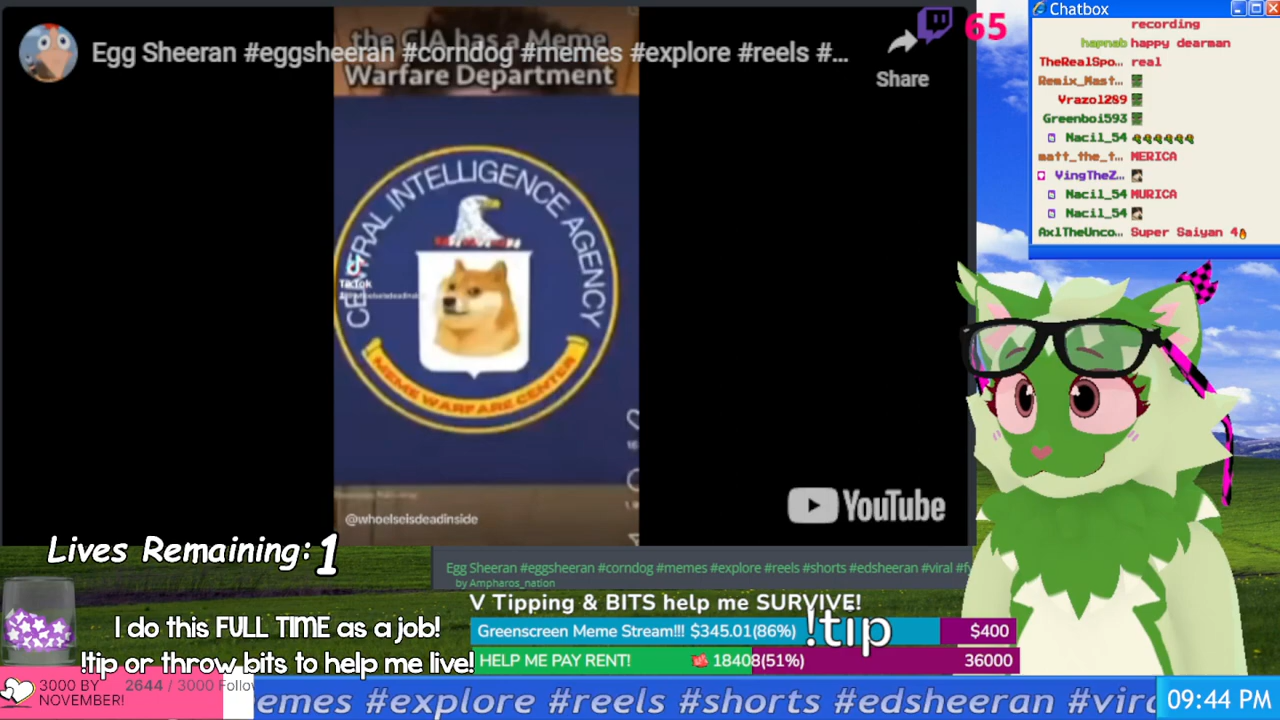 Egg Sheeran #eggsheeran #corndog #memes #explore #reels #...
the CIA has a Meme
Warfare Department
Share
65
CENTRAL INTELLIGENCE AGENCY
MEME WARFARE CENTER
TikTok
@whoelseisdeadinside
YouTube
Chatbox
recording
hapnab happy dearman
TheRealSpo... real
Remix_Mast...
Vrazol289
Greenboi593
Nacil_54
matt_the_t... MERICA
VingTheZ...
Nacil_54 MURICA
Nacil_54
AxlTheUnco... Super Saiyan 4
Lives Remaining: 1
Egg Sheeran #eggsheeran #corndog #memes #explore #reels #shorts #edsheeran #viral #f
by Ampharos_nation
I do this FULL TIME as a job!
!tip or throw bits to help me live!
V Tipping & BITS help me SURVIVE!
!tip
Greenscreen Meme Stream!!! $345.01(86%) $400
HELP ME PAY RENT! 18408(51%) 36000
3000 BY NOVEMBER! 2644 / 3000 Follow
emes #explore #reels #shorts #edsheeran #vira
09:44 PM